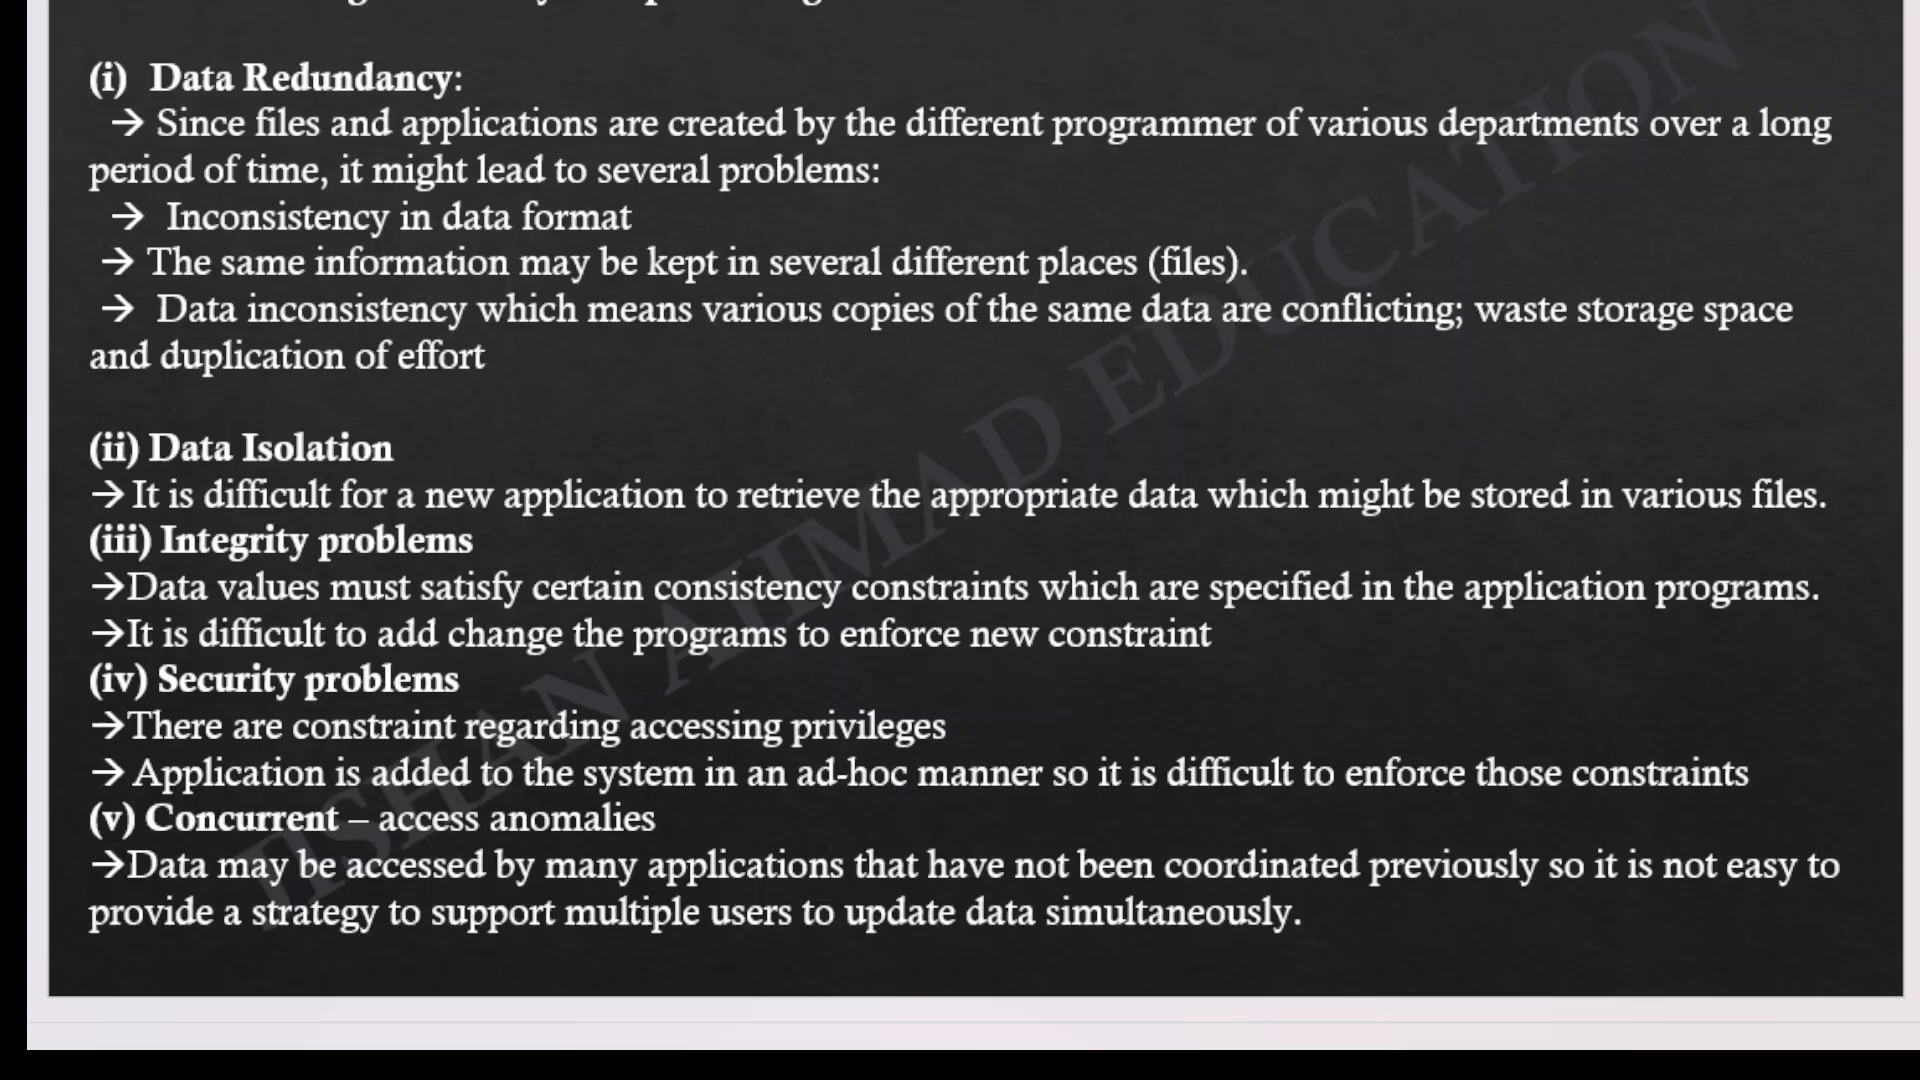 (i) Data Redundancy:
→ Since files and applications are created by the different programmer of various departments over a long
period of time, it might lead to several problems:
→ Inconsistency in data format
→ The same information may be kept in several different places (files).
→ Data inconsistency which means various copies of the same data are conflicting; waste storage space
and duplication of effort
(ii) Data Isolation
→ It is difficult for a new application to retrieve the appropriate data which might be stored in various files.
(iii) Integrity problems
→Data values must satisfy certain consistency constraints which are specified in the application programs.
→It is difficult to add change the programs to enforce new constraint
(iv) Security problems
→There are constraint regarding accessing privileges
→ Application is added to the system in an ad-hoc manner so it is difficult to enforce those constraints
(v) Concurrent – access anomalies
→Data may be accessed by many applications that have not been coordinated previously so it is not easy to
provide a strategy to support multiple users to update data simultaneously.
EDUCATION